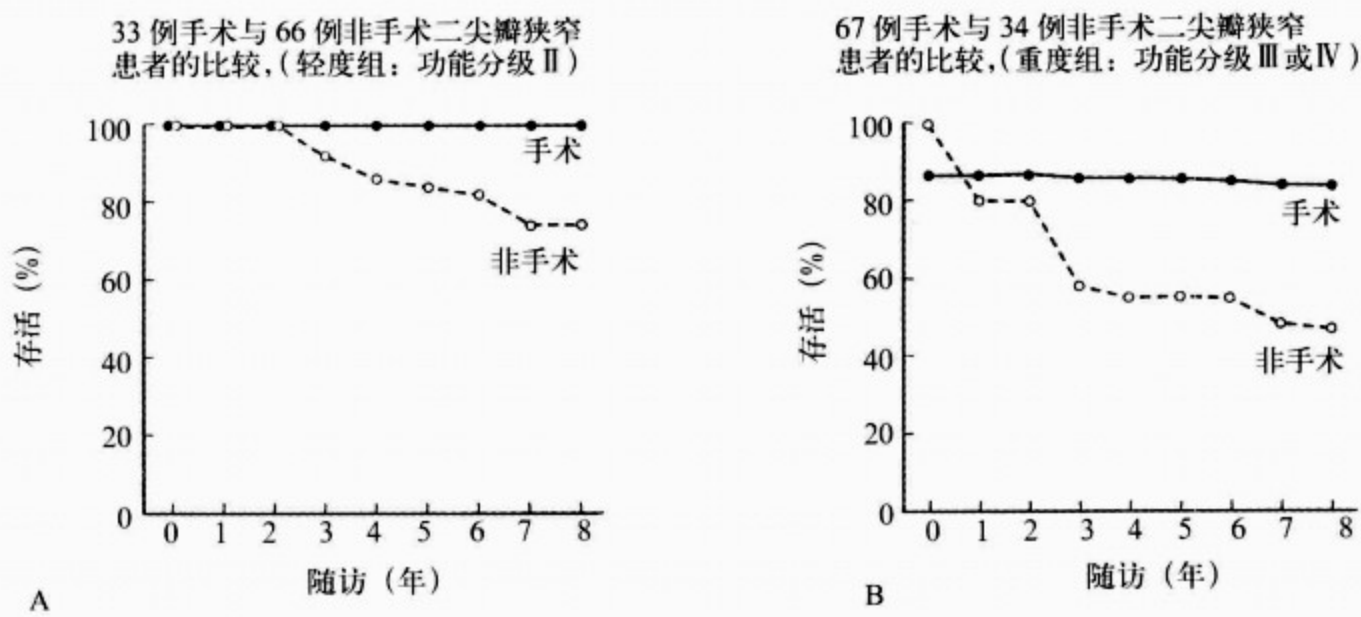 33 例手术与 66 例非手术二尖瓣狭窄
患者的比较,(轻度组：功能分级 Ⅱ)
100
80
60
40
20
0
存活 (%)
手术
非手术
0 1 2 3 4 5 6 7 8
随访 (年)
A
67 例手术与 34 例非手术二尖瓣狭窄
患者的比较,(重度组：功能分级 Ⅲ 或 Ⅳ)
100
80
60
40
20
0
存活 (%)
手术
非手术
0 1 2 3 4 5 6 7 8
随访 (年)
B